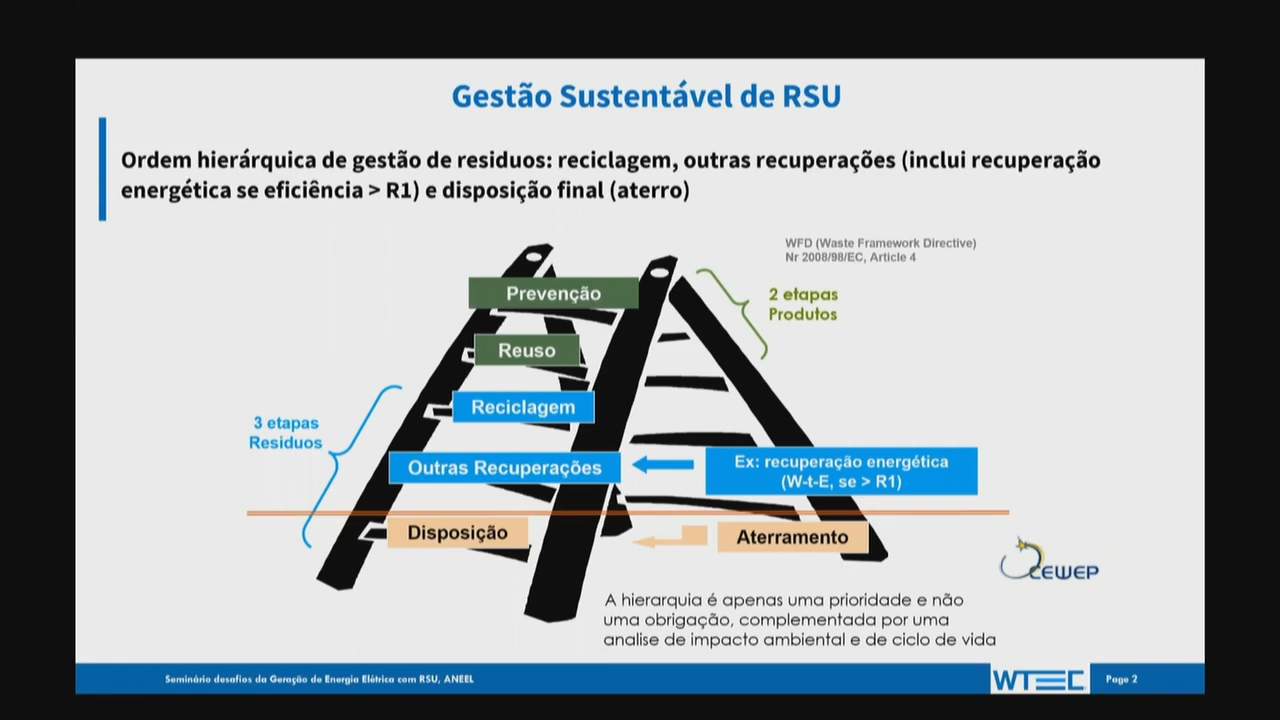 Gestão Sustentável de RSU
Ordem hierárquica de gestão de residuos: reciclagem, outras recuperações (inclui recuperação
energética se eficiência > R1) e disposição final (aterro)
WFD (Waste Framework Directive)
Nr 2008/98/EC, Article 4
Prevenção
2 etapas
Produtos
Reuso
Reciclagem
3 etapas
Residuos
Outras Recuperações
Ex: recuperação energética
(W-t-E, se > R1)
Disposição
Aterramento
CEWEP
A hierarquia é apenas uma prioridade e não
uma obrigação, complementada por uma
analise de impacto ambiental e de ciclo de vida
Seminário desafios da Geração de Energia Elétrica com RSU, ANEEL
WTEC
Page 2